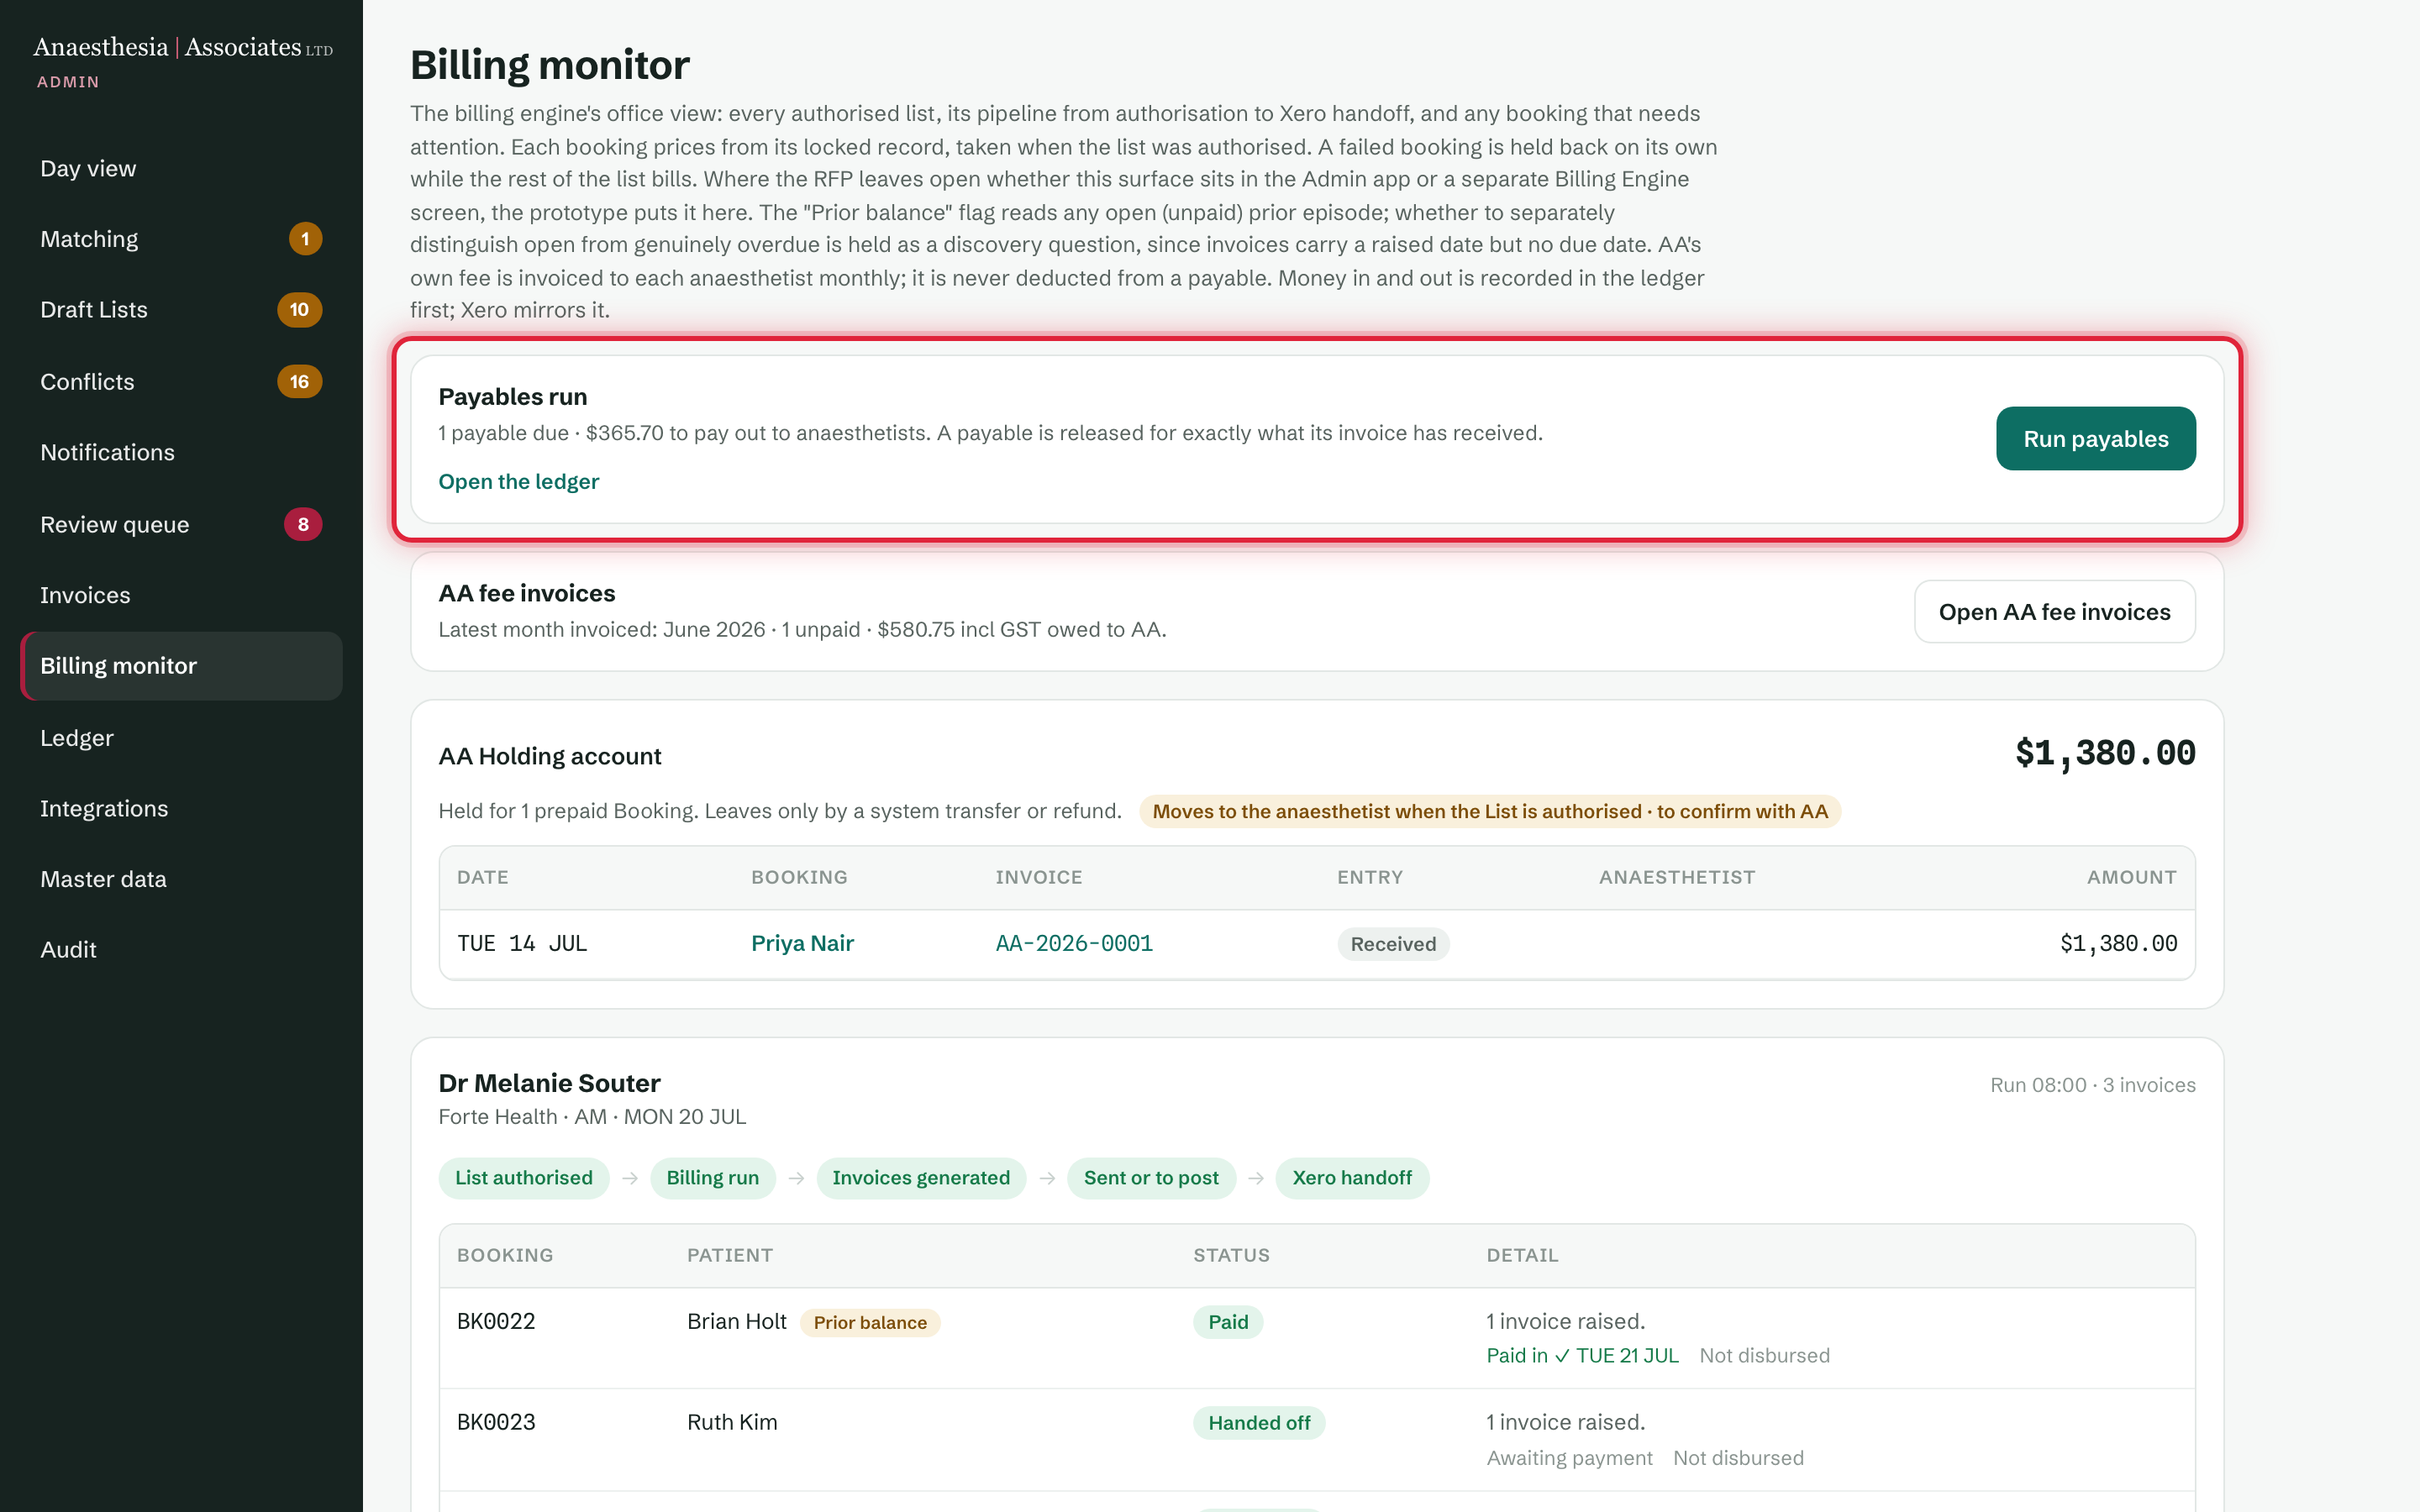 Anaesthesia | Associates LTD
ADMIN
Day view
Matching 1
Draft Lists 10
Conflicts 16
Notifications
Review queue 8
Invoices
Billing monitor
Ledger
Integrations
Master data
Audit
Billing monitor
The billing engine's office view: every authorised list, its pipeline from authorisation to Xero handoff, and any booking that needs
attention. Each booking prices from its locked record, taken when the list was authorised. A failed booking is held back on its own
while the rest of the list bills. Where the RFP leaves open whether this surface sits in the Admin app or a separate Billing Engine
screen, the prototype puts it here. The "Prior balance" flag reads any open (unpaid) prior episode; whether to separately
distinguish open from genuinely overdue is held as a discovery question, since invoices carry a raised date but no due date. AA's
own fee is invoiced to each anaesthetist monthly; it is never deducted from a payable. Money in and out is recorded in the ledger
first; Xero mirrors it.
Payables run
1 payable due · $365.70 to pay out to anaesthetists. A payable is released for exactly what its invoice has received.
Open the ledger
Run payables
AA fee invoices
Latest month invoiced: June 2026 · 1 unpaid · $580.75 incl GST owed to AA.
Open AA fee invoices
AA Holding account
$1,380.00
Held for 1 prepaid Booking. Leaves only by a system transfer or refund. Moves to the anaesthetist when the List is authorised · to confirm with AA
DATE BOOKING INVOICE ENTRY ANAESTHETIST AMOUNT
TUE 14 JUL Priya Nair AA-2026-0001 Received $1,380.00
Dr Melanie Souter
Run 08:00 · 3 invoices
Forte Health · AM · MON 20 JUL
List authorised → Billing run → Invoices generated → Sent or to post → Xero handoff
BOOKING PATIENT STATUS DETAIL
BK0022 Brian Holt Prior balance Paid 1 invoice raised.
Paid in ✓ TUE 21 JUL Not disbursed
BK0023 Ruth Kim Handed off 1 invoice raised.
Awaiting payment Not disbursed